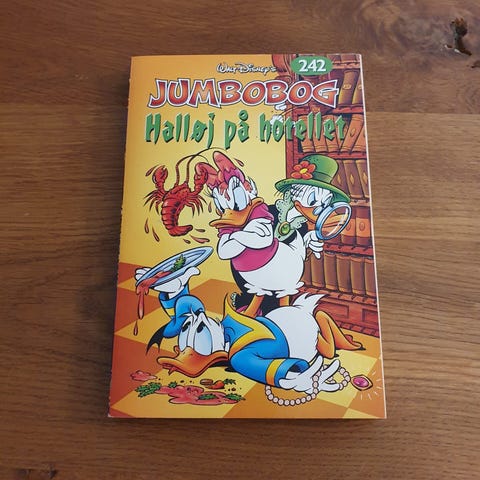 Walt Disney's
242
JUMBOBOG
Halløj på hotellet